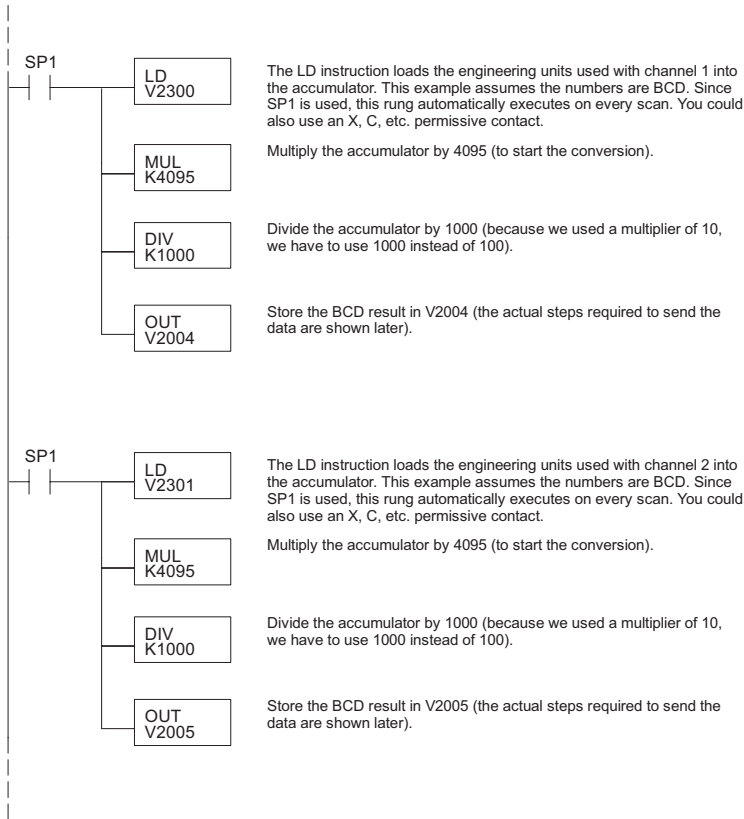 SP1
LD
V2300
The LD instruction loads the engineering units used with channel 1 into
the accumulator. This example assumes the numbers are BCD. Since
SP1 is used, this rung automatically executes on every scan. You could
also use an X, C, etc. permissive contact.
MUL
K4095
Multiply the accumulator by 4095 (to start the conversion).
DIV
K1000
Divide the accumulator by 1000 (because we used a multiplier of 10,
we have to use 1000 instead of 100).
OUT
V2004
Store the BCD result in V2004 (the actual steps required to send the
data are shown later).
SP1
LD
V2301
The LD instruction loads the engineering units used with channel 2 into
the accumulator. This example assumes the numbers are BCD. Since
SP1 is used, this rung automatically executes on every scan. You could
also use an X, C, etc. permissive contact.
MUL
K4095
Multiply the accumulator by 4095 (to start the conversion).
DIV
K1000
Divide the accumulator by 1000 (because we used a multiplier of 10,
we have to use 1000 instead of 100).
OUT
V2005
Store the BCD result in V2005 (the actual steps required to send the
data are shown later).